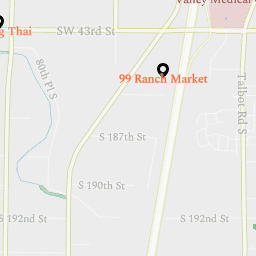 Valley Medical
g Thai
SW 43rd St
99 Ranch Market
80th Pl S
Talbot Rd S
S 187th St
S 190th St
S 192nd St
S 192nd St